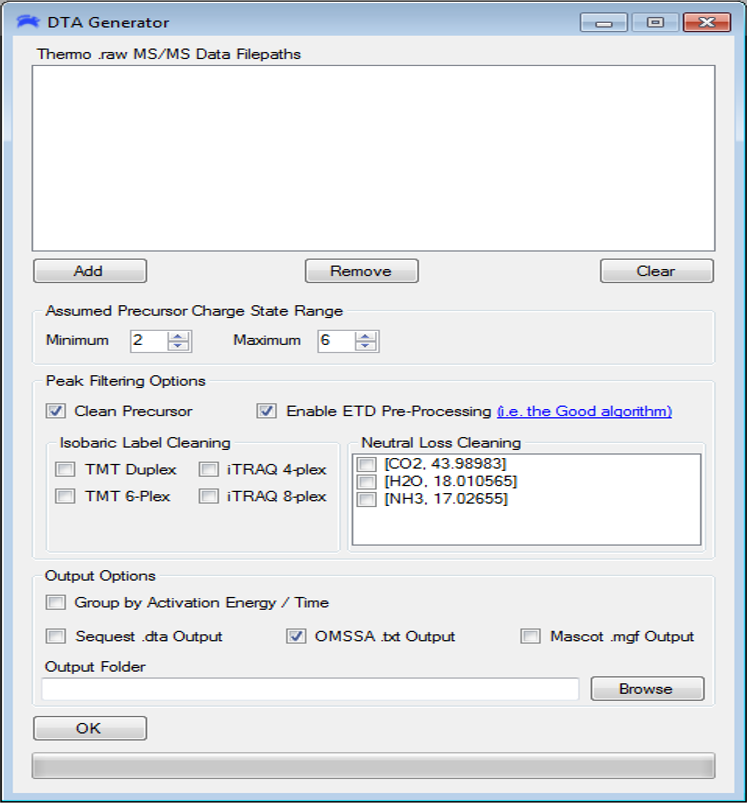 DTA Generator
Thermo .raw MS/MS Data Filepaths
Add Remove Clear
Assumed Precursor Charge State Range
Minimum 2 Maximum 6
Peak Filtering Options
Clean Precursor Enable ETD Pre-Processing (i.e. the Good algorithm)
Isobaric Label Cleaning
TMT Duplex iTRAQ 4-plex
TMT 6-Plex iTRAQ 8-plex
Neutral Loss Cleaning
[CO2, 43.98983]
[H2O, 18.010565]
[NH3, 17.02655]
Output Options
Group by Activation Energy / Time
Sequest .dta Output OMSSA .txt Output Mascot .mgf Output
Output Folder
Browse
OK